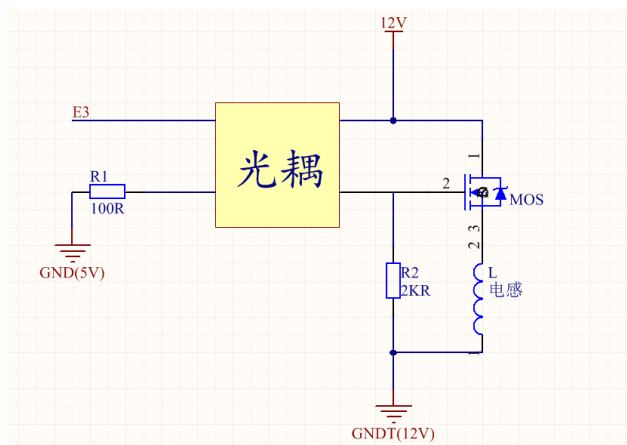 12V
E3
光耦
R1
100R
GND(5V)
1
2
MOS
3
2
R2
2KR
L
电感
1
GNDT(12V)